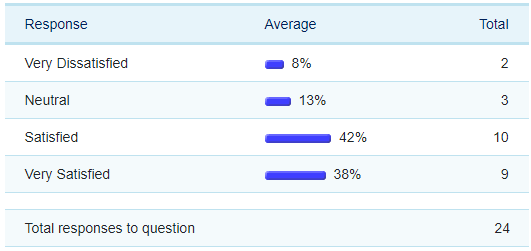 Response Average Total
Very Dissatisfied 8% 2
Neutral 13% 3
Satisfied 42% 10
Very Satisfied 38% 9
Total responses to question 24